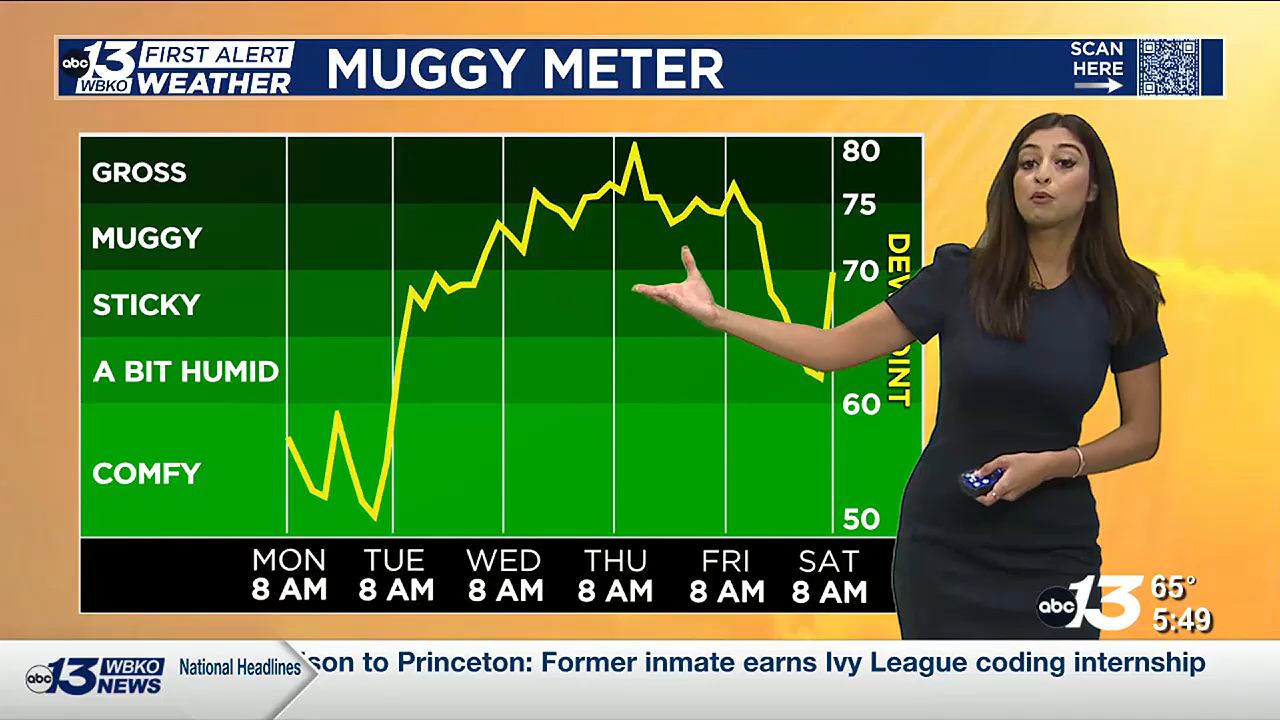 abc 13 WBKO
FIRST ALERT
WEATHER
MUGGY METER
SCAN
HERE
GROSS
MUGGY
STICKY
A BIT HUMID
COMFY
80
75
70
60
50
MON
8 AM
TUE
8 AM
WED
8 AM
THU
8 AM
FRI
8 AM
SAT
8 AM
abc 13
65°
5:49
abc 13 WBKO
NEWS
National Headlines
son to Princeton: Former inmate earns Ivy League coding internship